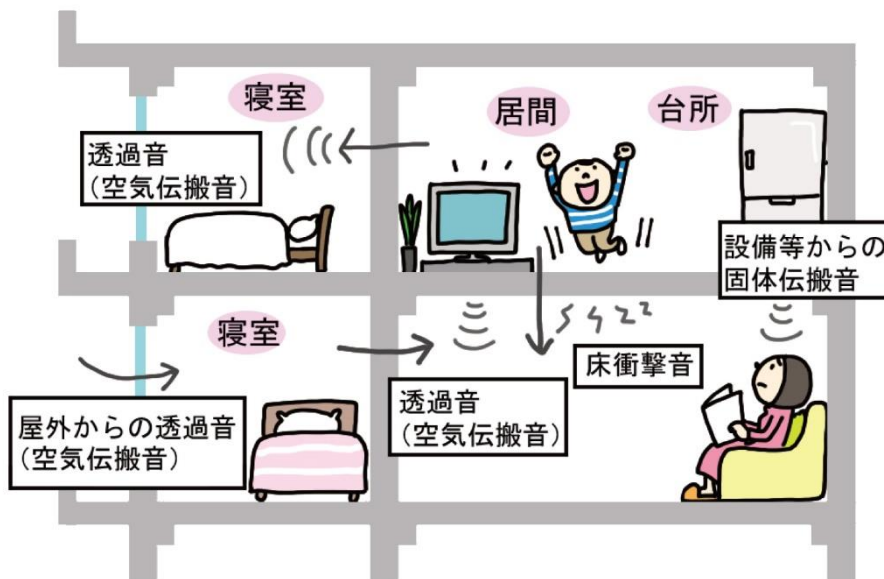 寝室
居間
台所
透過音
(空気伝搬音)
設備等からの
固体伝搬音
寝室
床衝撃音
透過音
(空気伝搬音)
屋外からの透過音
(空気伝搬音)